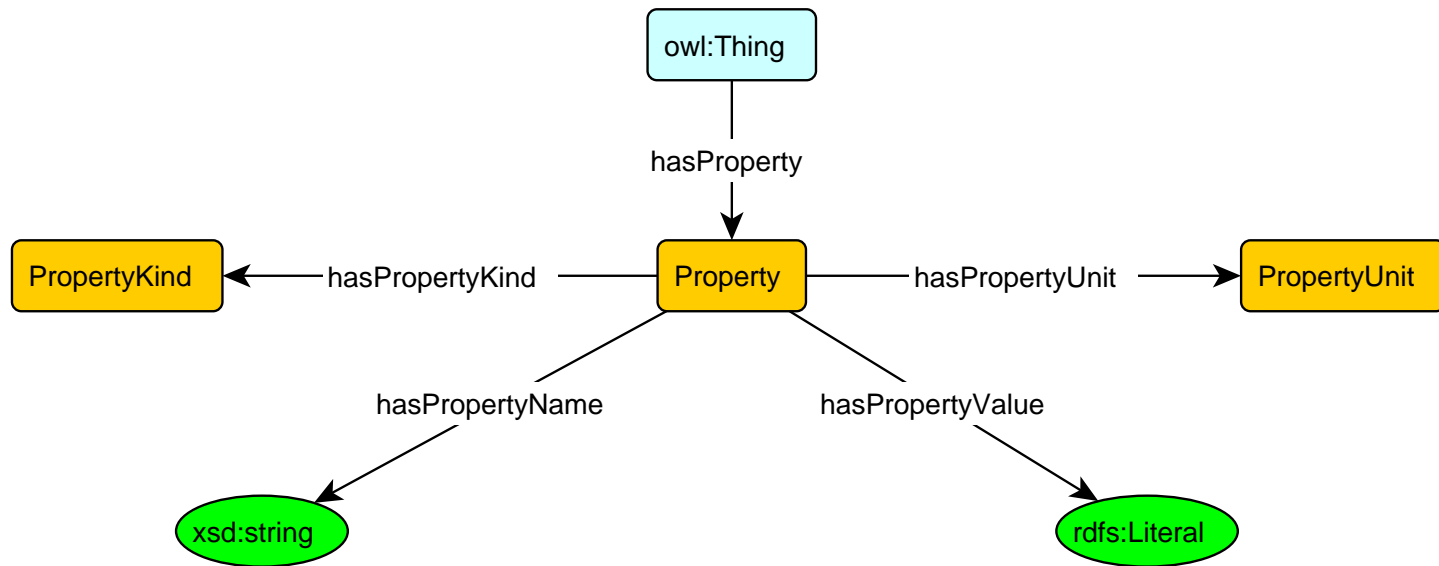 owl:Thing
hasProperty
PropertyKind
hasPropertyKind
Property
hasPropertyUnit
PropertyUnit
hasPropertyName
hasPropertyValue
xsd:string
rdfs:Literal